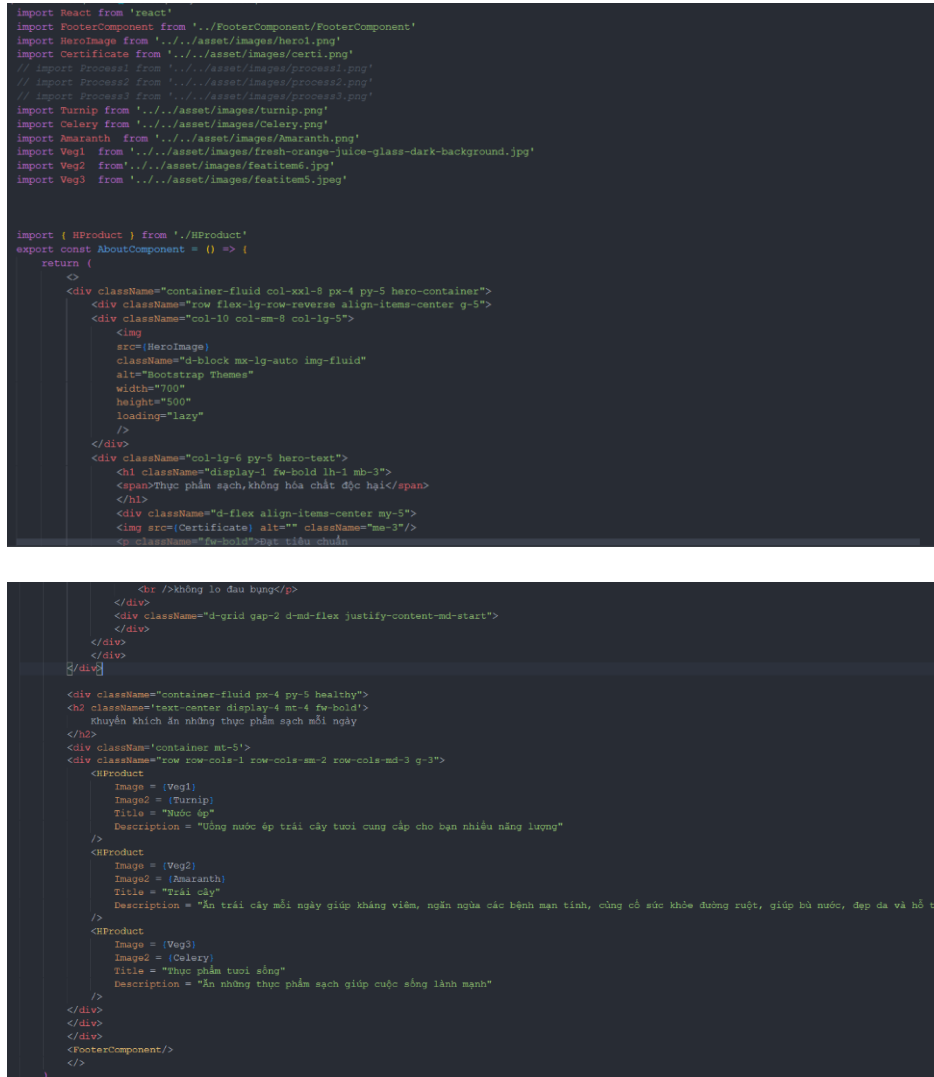 import React from 'react'
import FooterComponent from '../FooterComponent/FooterComponent'
import HeroImage from '../../asset/images/hero1.png'
import Certificate from '../../asset/images/certi.png'
// import Process1 from '../../asset/images/process1.png'
// import Process2 from '../../asset/images/process2.png'
// import Process3 from '../../asset/images/process3.png'
import Turnip from '../../asset/images/turnip.png'
import Celery from '../../asset/images/Celery.png'
import Amaranth  from '../../asset/images/Amaranth.png'
import Veg1  from '../../asset/images/fresh-orange-juice-glass-dark-background.jpg'
import Veg2  from'../../asset/images/featitem6.jpg'
import Veg3  from '../../asset/images/featitem5.jpeg'
import { HProduct } from './HProduct'
export const AboutComponent = () => {
return (
<>
<div className="container-fluid col-xxl-8 px-4 py-5 hero-container">
<div className="row flex-lg-row-reverse align-items-center g-5">
<div className="col-10 col-sm-8 col-lg-5">
<img
src={HeroImage}
className="d-block mx-lg-auto img-fluid"
alt="Bootstrap Themes"
width="700"
height="500"
loading="lazy"
/>
</div>
<div className="col-lg-6 py-5 hero-text">
<h1 className="display-1 fw-bold lh-1 mb-3">
<span>Thực phẩm sạch,không hóa chất độc hại</span>
</h1>
<div className="d-flex align-items-center my-5">
<img src={Certificate} alt="" className="me-3"/>
<p className="fw-bold">Đạt tiêu chuẩn
<br />không lo đau bụng</p>
</div>
<div className="d-grid gap-2 d-md-flex justify-content-md-start">
</div>
</div>
</div>
</div>
<div className="container-fluid px-4 py-5 healthy">
<h2 className='text-center display-4 mt-4 fw-bold'>
Khuyến khích ăn những thực phẩm sạch mỗi ngày
</h2>
<div classNam='container mt-5'>
<div className="row row-cols-1 row-cols-sm-2 row-cols-md-3 g-3">
<HProduct
Image = {Veg1}
Image2 = {Turnip}
Title = "Nước ép"
Description = "Uống nước ép trái cây tươi cung cấp cho bạn nhiều năng lượng"
/>
<HProduct
Image = {Veg2}
Image2 = {Amaranth}
Title = "Trái cây"
Description = "Ăn trái cây mỗi ngày giúp kháng viêm, ngăn ngừa các bệnh mạn tính, củng cố sức khỏe đường ruột, giúp bù nước, đẹp da và hỗ t
/>
<HProduct
Image = {Veg3}
Image2 = {Celery}
Title = "Thực phẩm tươi sống"
Description = "Ăn những thực phẩm sạch giúp cuộc sống lành mạnh"
/>
</div>
</div>
</div>
<FooterComponent/>
</>
)